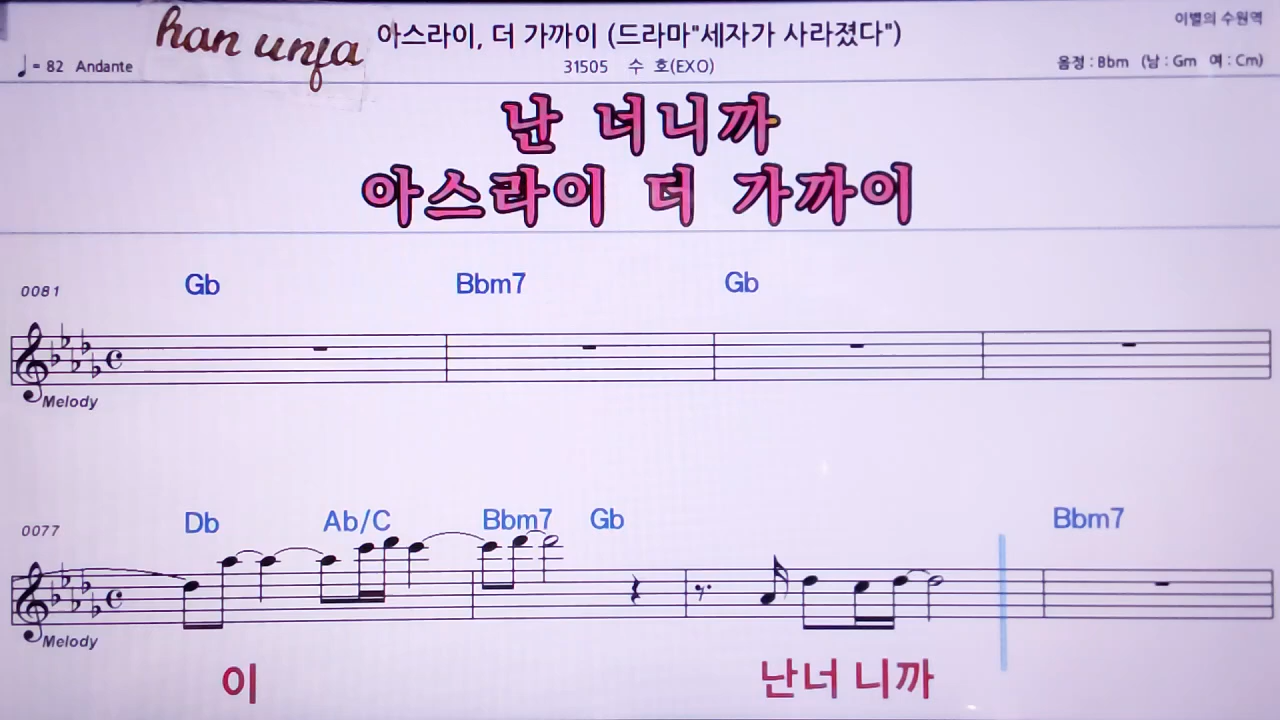 han unfa
아스라이, 더 가까이 (드라마"세자가 사라졌다")
이별의 수원역
♩= 82 Andante
31505 수 호(EXO)
음정 : Bbm (남 : Gm 여 : Cm)
난 너니까
아스라이 더 가까이
0081 Gb Bbm7 Gb
Melody
0077 Db Ab/C Bbm7 Gb Bbm7
Melody
이 난너 니까